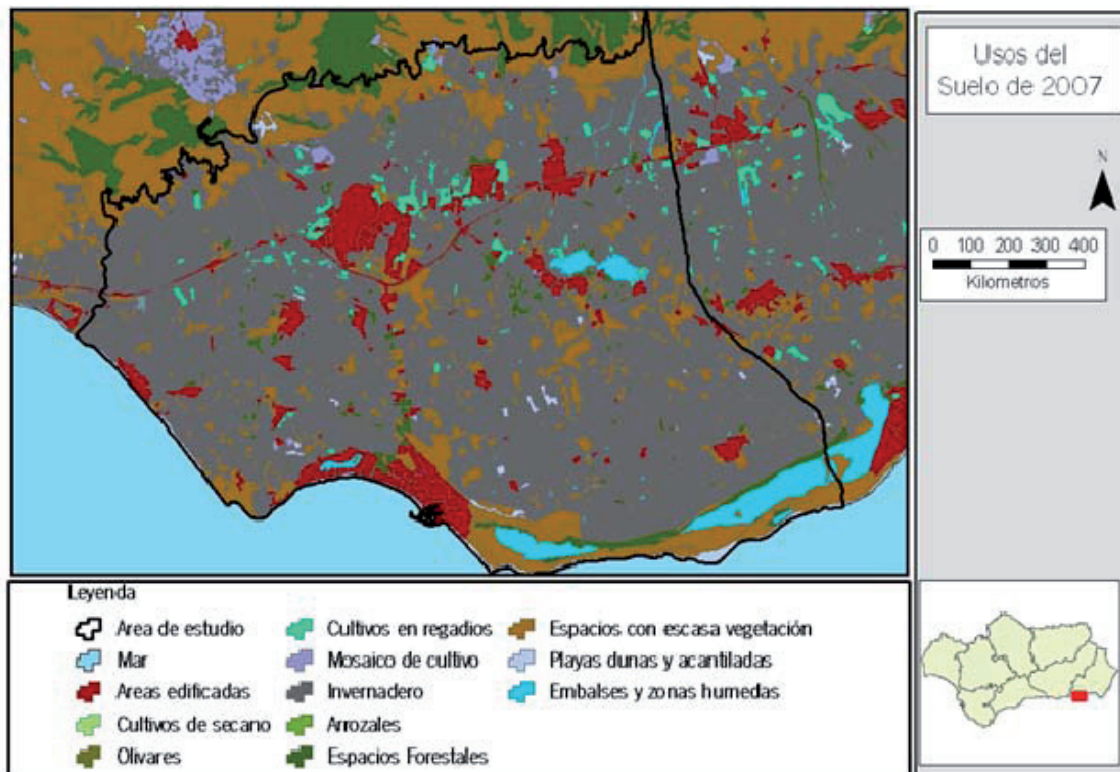 Usos del
Suelo de 2007
N
0 100 200 300 400
Kilometros
Leyenda
Area de estudio
Mar
Areas edificadas
Cultivos de secano
Olivares
Cultivos en regadios
Mosaico de cultivo
Invernadero
Arrozales
Espacios Forestales
Espacios con escasa vegetación
Playas dunas y acantiladas
Embalses y zonas humedas